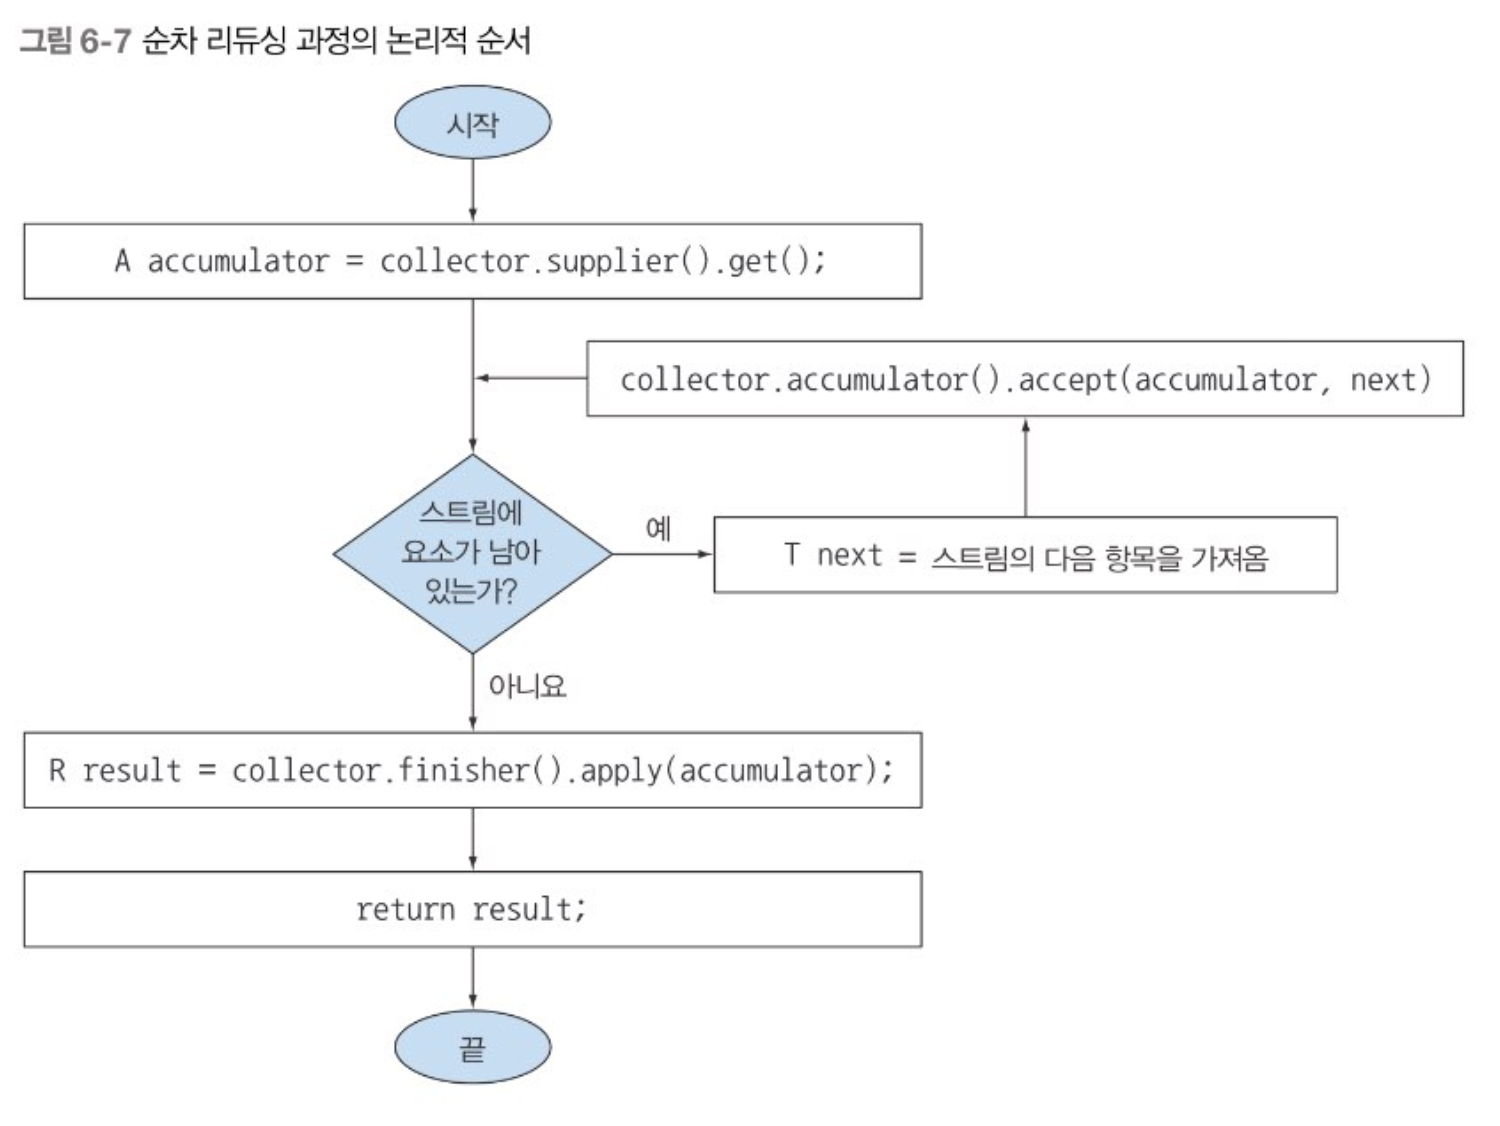 그림 6-7 순차 리듀싱 과정의 논리적 순서
시작
A accumulator = collector.supplier().get();
collector.accumulator().accept(accumulator, next)
스트림에
요소가 남아
있는가?
예
T next = 스트림의 다음 항목을 가져옴
아니요
R result = collector.finisher().apply(accumulator);
return result;
끝